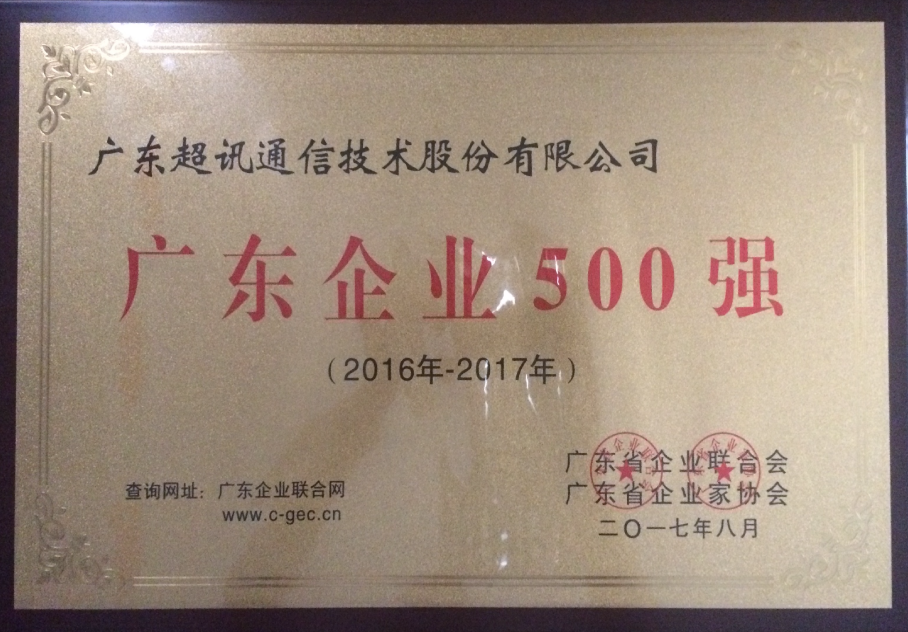 广东超讯通信技术股份有限公司
广东企业500强
（2016年-2017年）
广东省企业联合会
广东省企业家协会
二〇一七年八月
查询网址：广东企业联合网
www.c-gec.cn